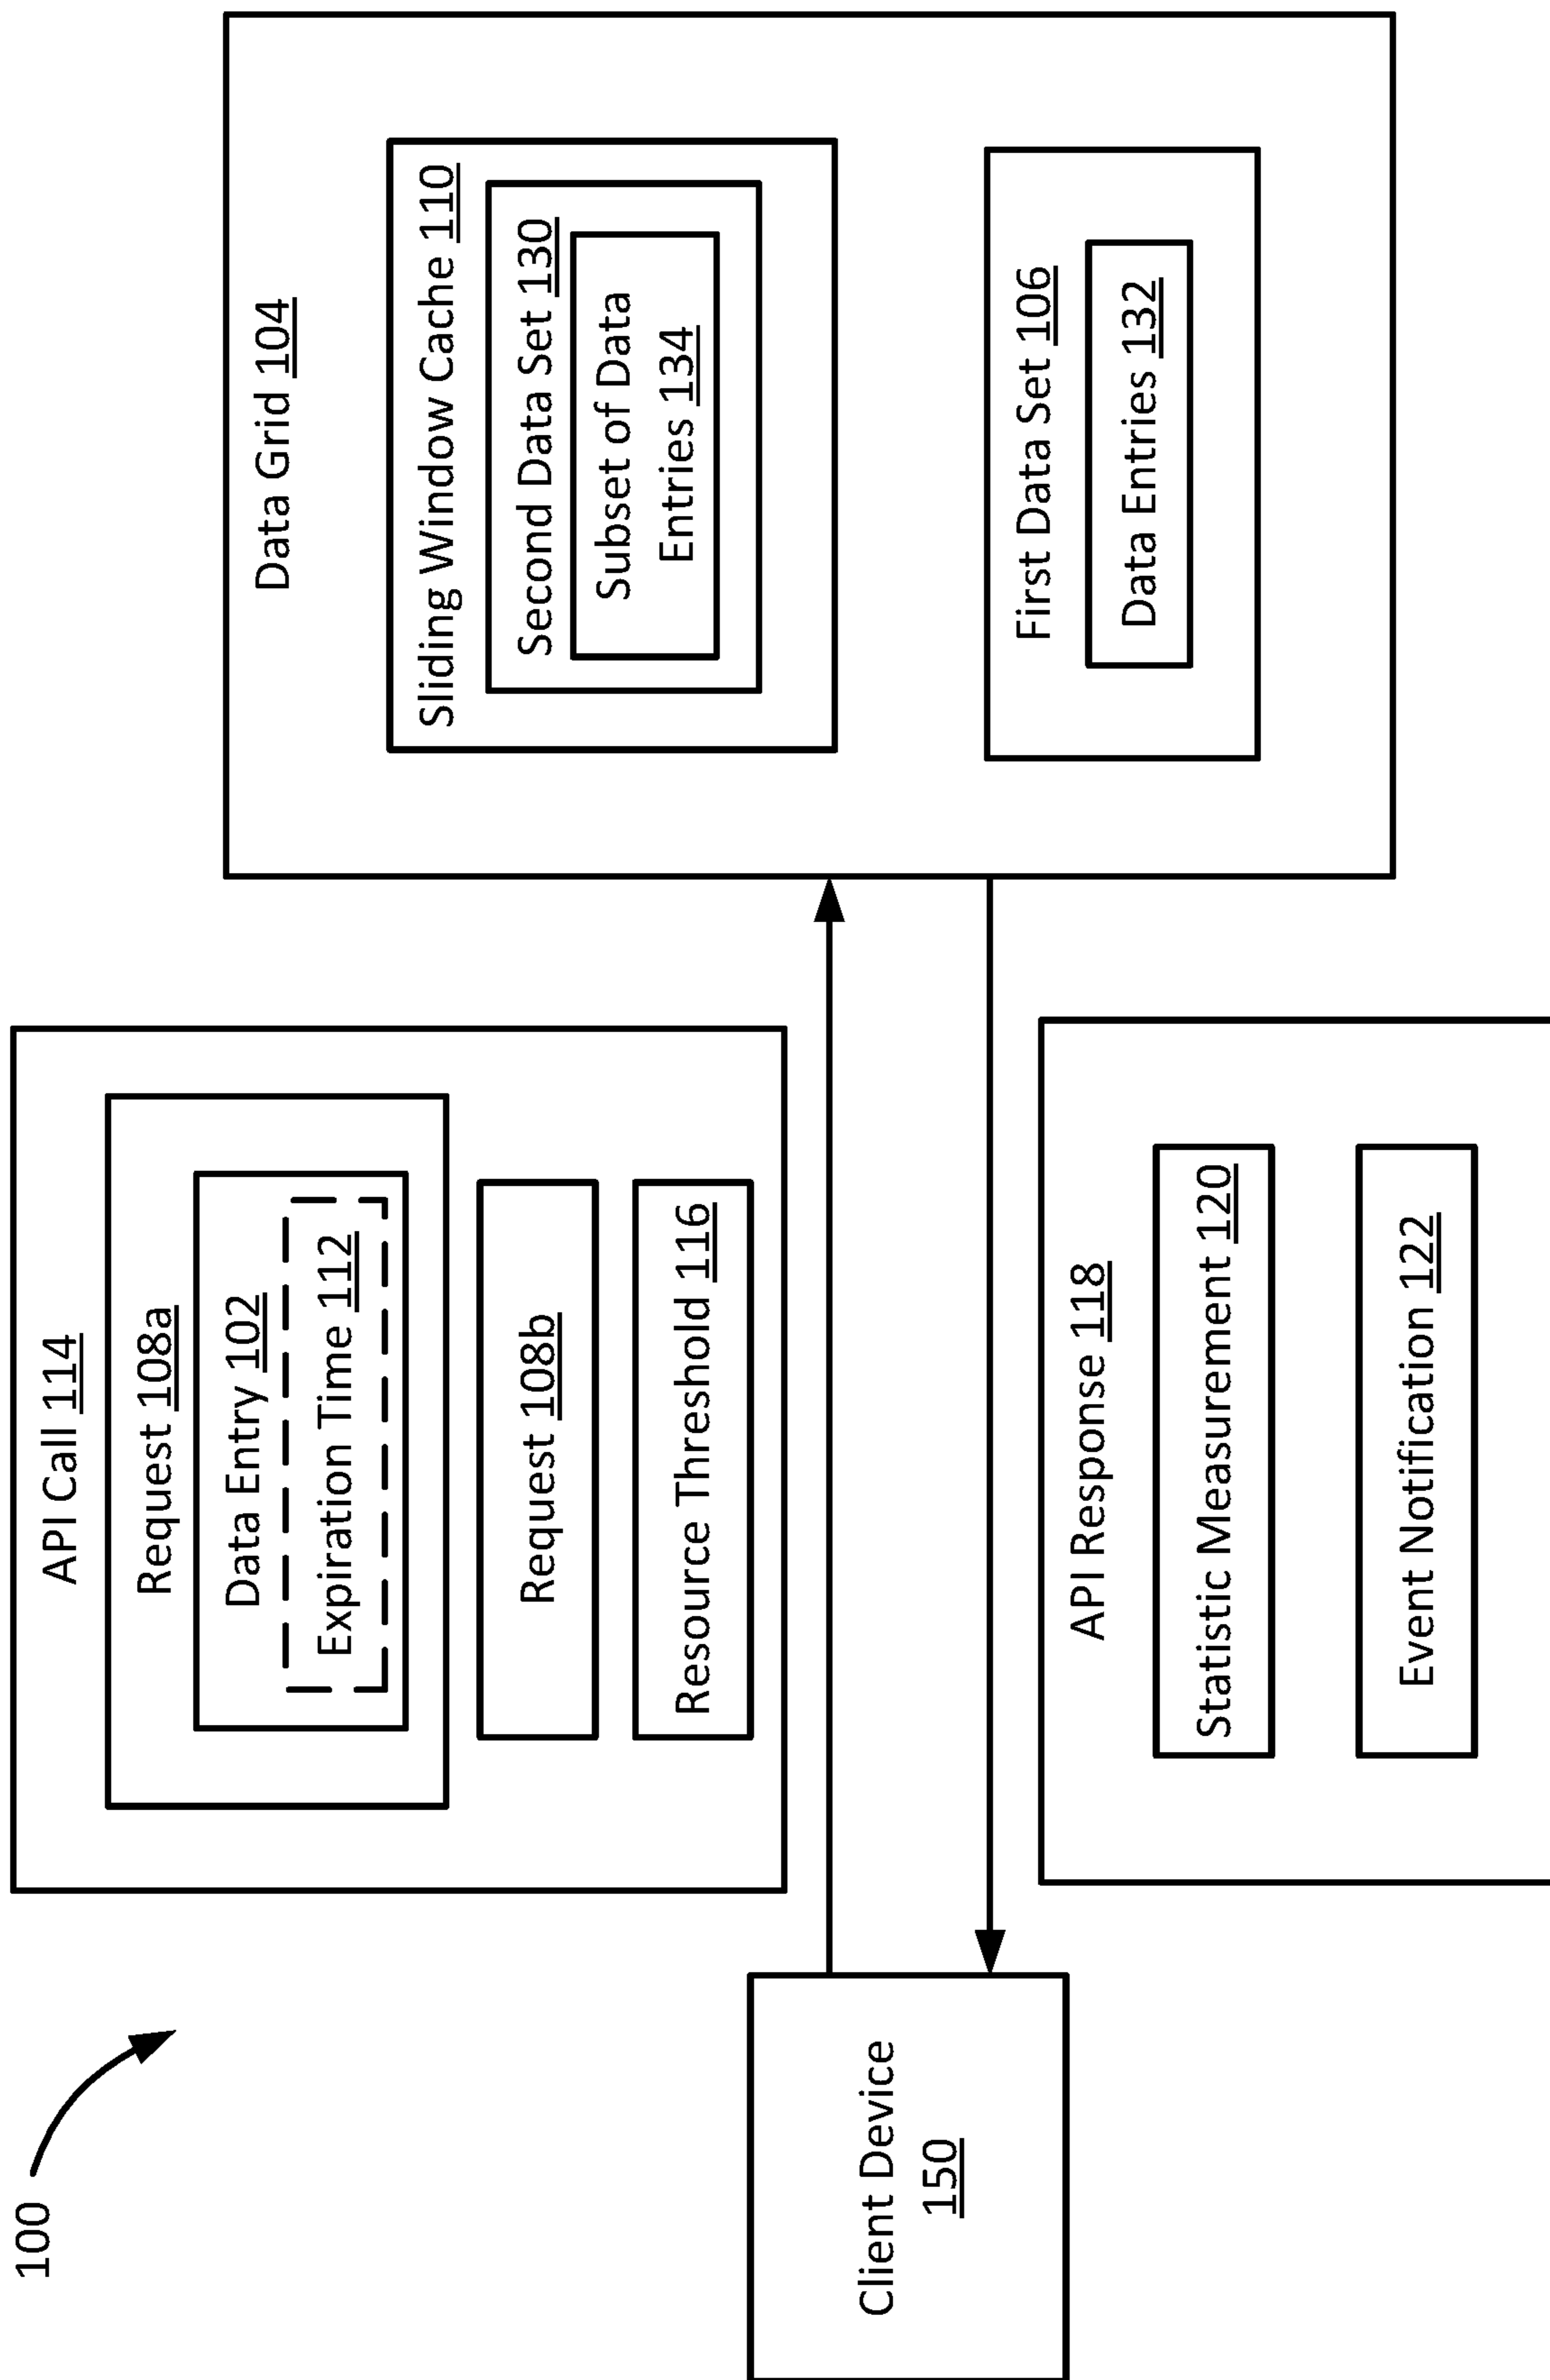 100
API Call 114
Request 108a
Data Entry 102
Expiration Time 112
Request 108b
Resource Threshold 116
Data Grid 104
Sliding Window Cache 110
Second Data Set 130
Subset of Data
Entries 134
First Data Set 106
Data Entries 132
Client Device
150
API Response 118
Statistic Measurement 120
Event Notification 122